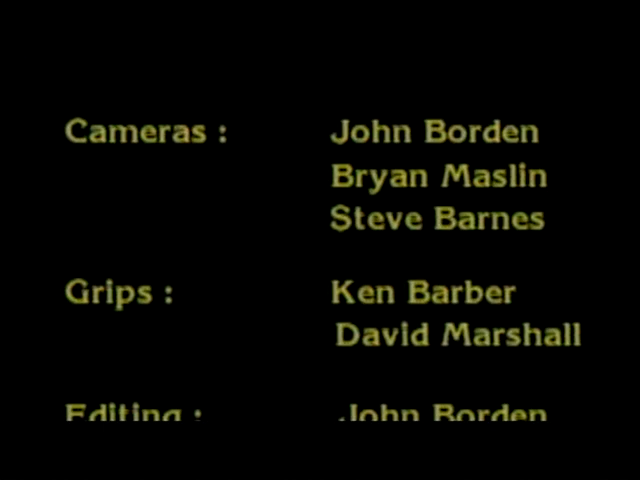 Cameras : John Borden
Bryan Maslin
Steve Barnes
Grips : Ken Barber
David Marshall
Editing : John Borden